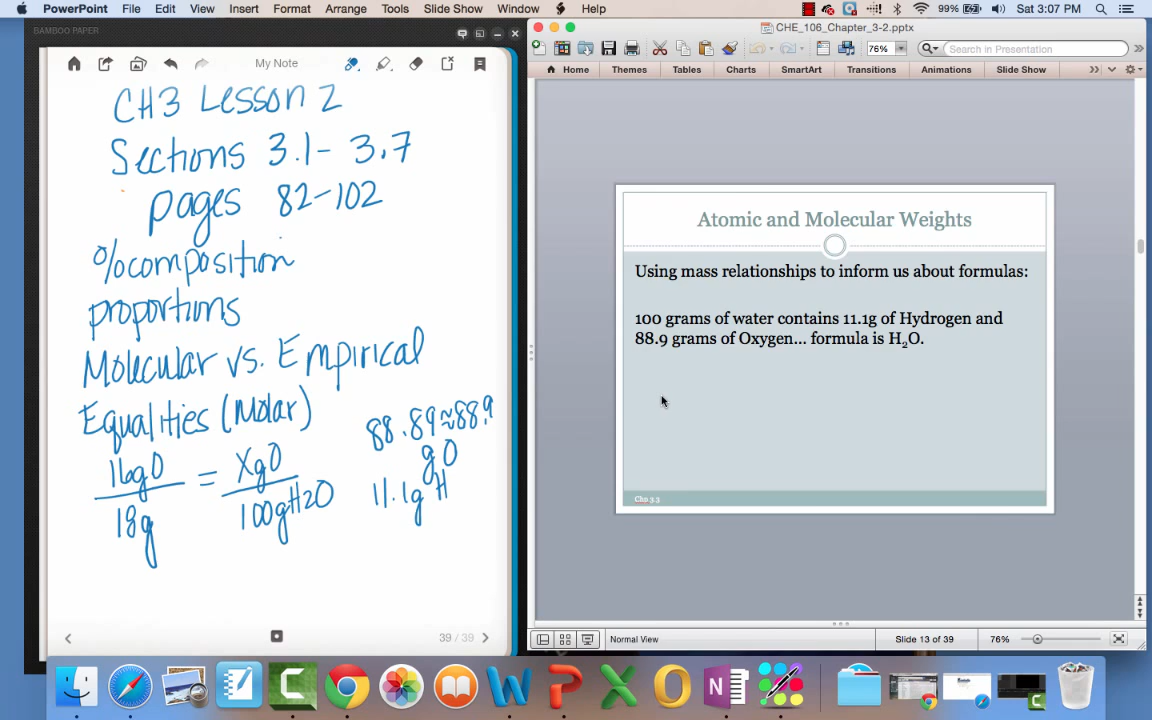 PowerPoint File Edit View Insert Format Arrange Tools Slide Show Window Help 99% Sat 3:07 PM
BAMBOO PAPER
My Note
CH3 Lesson 2
Sections 3.1- 3.7
pages 82-102
%composition
proportions
Molecular vs. Empirical
Equalities (Molar)
88.89≈88.9
16gO = XgO
gO
18g 100gH2O
11.1g H
39 / 39
CHE_106_Chapter_3-2.pptx
76% Search in Presentation
Home Themes Tables Charts SmartArt Transitions Animations Slide Show
Atomic and Molecular Weights
Using mass relationships to inform us about formulas:
100 grams of water contains 11.1g of Hydrogen and
88.9 grams of Oxygen... formula is H₂O.
Chp 3.3
Normal View Slide 13 of 39 76%